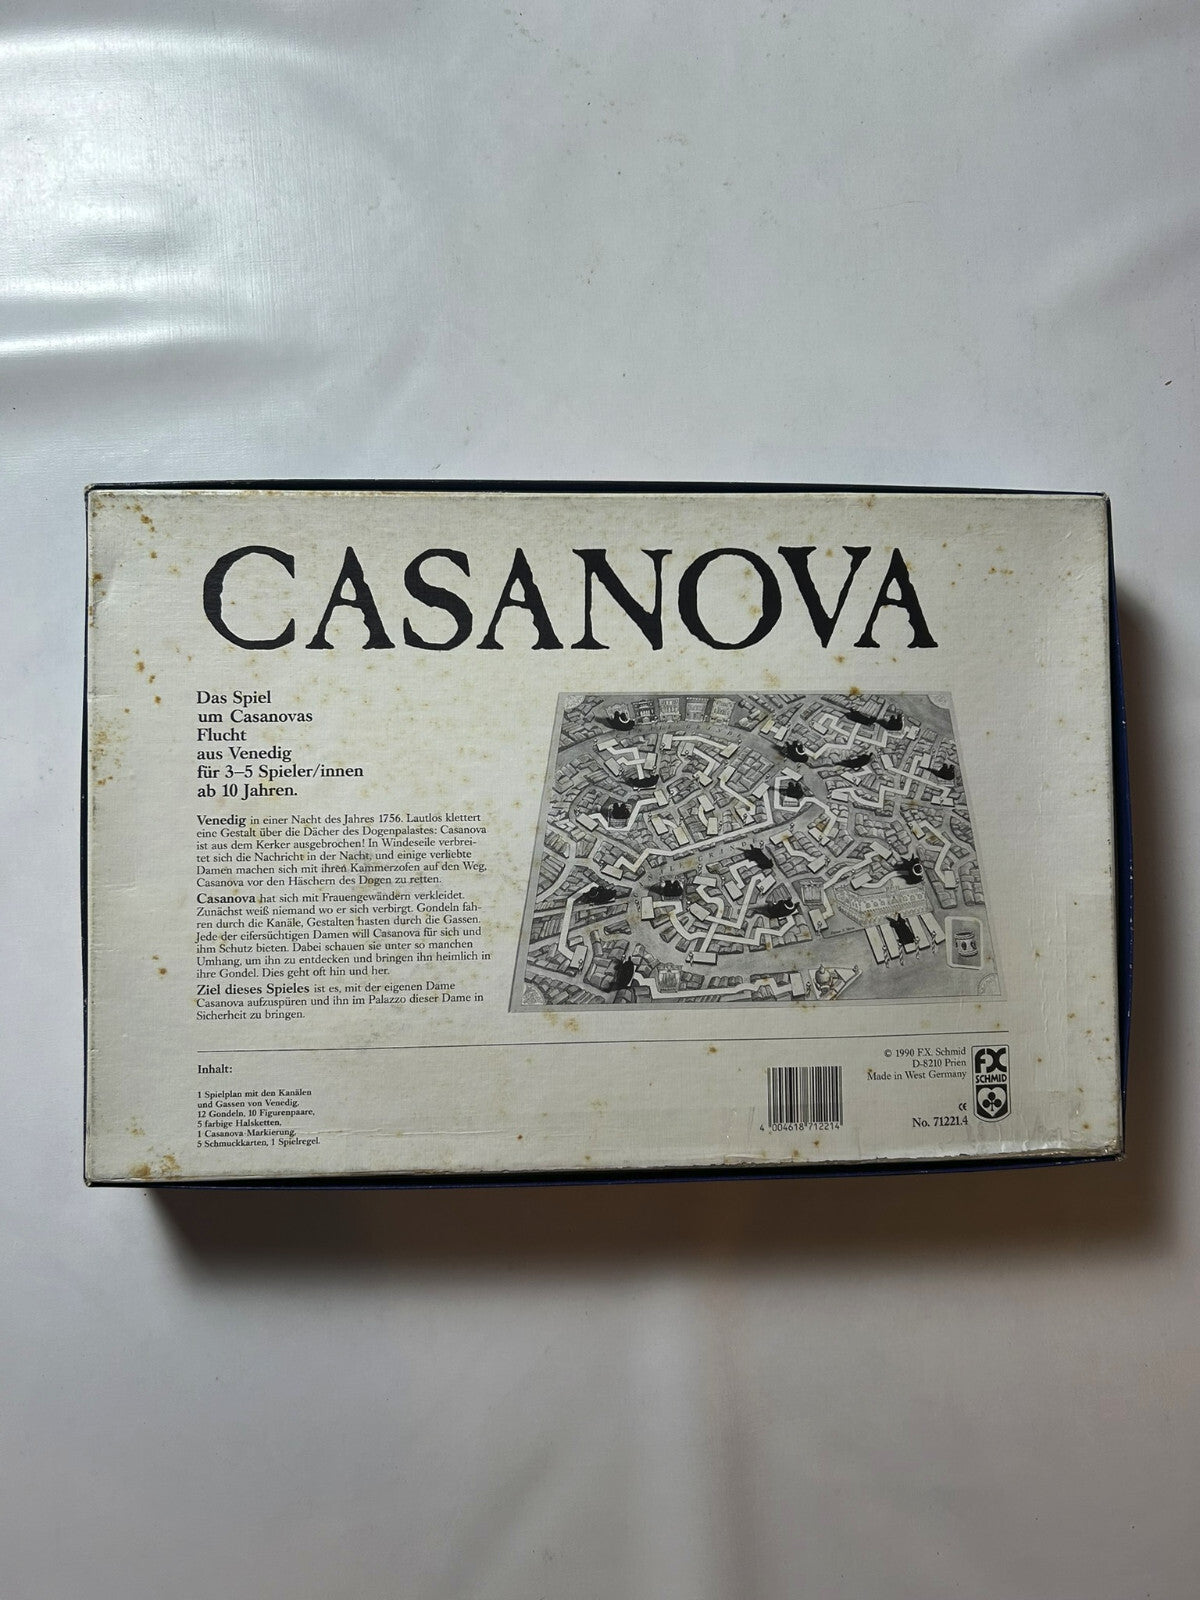 CASANOVA
Das Spiel
um Casanovas
Flucht
aus Venedig
für 3–5 Spieler/innen
ab 10 Jahren.
Venedig in einer Nacht des Jahres 1756. Lautlos klettert
eine Gestalt über die Dächer des Dogenpalastes: Casanova
ist aus dem Kerker ausgebrochen! In Windeseile verbrei-
tet sich die Nachricht in der Nacht, und einige verliebte
Damen machen sich mit ihren Kammerzofen auf den Weg,
Casanova vor den Häschern des Dogen zu retten.
Casanova hat sich mit Frauengewändern verkleidet.
Zunächst weiß niemand wo er sich verbirgt. Gondeln fah-
ren durch die Kanäle, Gestalten hasten durch die Gassen.
Jede der eifersüchtigen Damen will Casanova für sich und
ihm Schutz bieten. Dabei schauen sie unter so manchen
Umhang, um ihn zu entdecken und bringen ihn heimlich in
ihre Gondel. Dies geht oft hin und her.
Ziel dieses Spieles ist es, mit der eigenen Dame
Casanova aufzuspüren und ihn im Palazzo dieser Dame in
Sicherheit zu bringen.
Inhalt:
1 Spielplan mit den Kanälen
und Gassen von Venedig.
12 Gondeln, 10 Figurenpaare,
5 farbige Halsketten,
1 Casanova-Markierung,
5 Schmuckkarten, 1 Spielregel.
4 004618 712214
© 1990 F.X. Schmid
D-8210 Prien
Made in West Germany
CE
No. 71221.4
FX
SCHMID